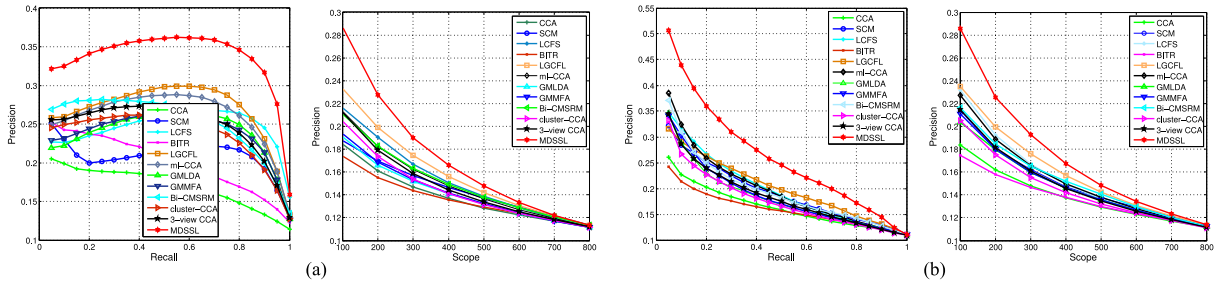 0.4
0.35
0.3
0.25
0.2
0.15
0.1
Precision
0 0.2 0.4 0.6 0.8 1
Recall
CCA
SCM
LCFS
BITR
LGCFL
ml-CCA
GMLDA
GMMFA
Bi-CMSRM
cluster-CCA
3-view CCA
MDSSL
0.3
0.28
0.26
0.24
0.22
0.2
0.18
0.16
0.14
0.12
0.1
Precision
100 200 300 400 500 600 700 800
Scope
CCA
SCM
LCFS
BITR
LGCFL
ml-CCA
GMLDA
GMMFA
Bi-CMSRM
cluster-CCA
3-view CCA
MDSSL
(a)
0.55
0.5
0.45
0.4
0.35
0.3
0.25
0.2
0.15
0.1
Precision
0 0.2 0.4 0.6 0.8 1
Recall
CCA
SCM
LCFS
BITR
LGCFL
ml-CCA
GMLDA
GMMFA
Bi-CMSRM
cluster-CCA
3-view CCA
MDSSL
0.3
0.28
0.26
0.24
0.22
0.2
0.18
0.16
0.14
0.12
0.1
Precision
100 200 300 400 500 600 700 800
Scope
CCA
SCM
LCFS
BITR
LGCFL
ml-CCA
GMLDA
GMMFA
Bi-CMSRM
cluster-CCA
3-view CCA
MDSSL
(b)